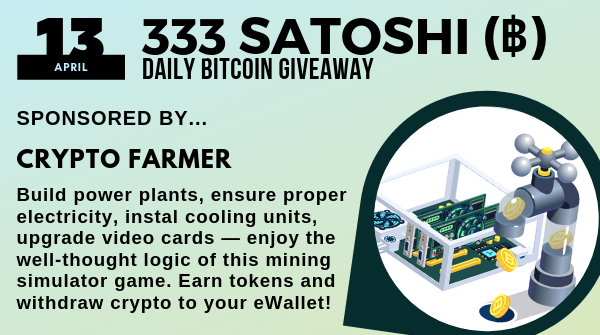 13
APRIL
333 SATOSHI (₿)
DAILY BITCOIN GIVEAWAY
SPONSORED BY...
CRYPTO FARMER
Build power plants, ensure proper
electricity, instal cooling units,
upgrade video cards — enjoy the
well-thought logic of this mining
simulator game. Earn tokens and
withdraw crypto to your eWallet!